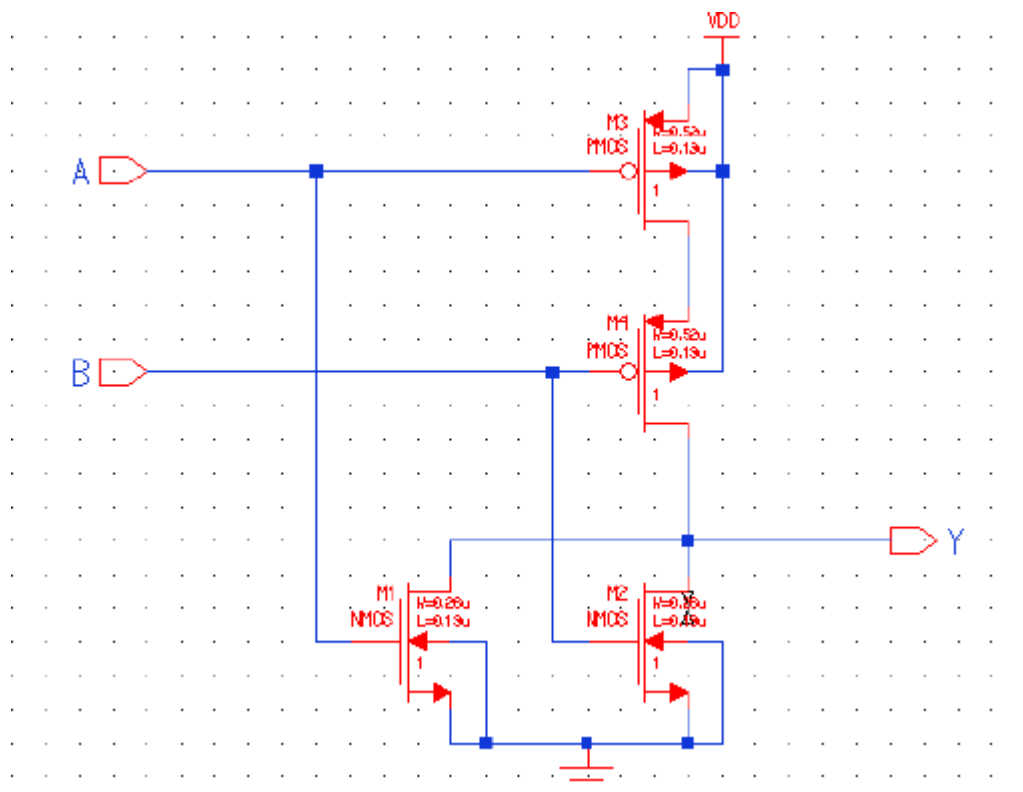 VDD
M3
PMOS
W=0.52u
L=0.13u
1
A
M4
PMOS
W=0.52u
L=0.13u
1
B
Y
M1
NMOS
W=0.26u
L=0.13u
1
M2
NMOS
1